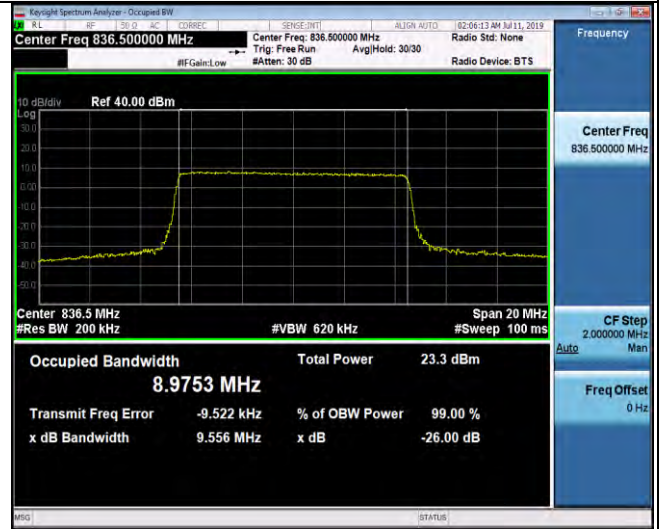 Keysight Spectrum Analyzer - Occupied BW
RL RF 50 Ω AC CORREC SENSE:INT ALIGN AUTO 02:06:13 AM Jul 11, 2019
Center Freq 836.500000 MHz
Center Freq: 836.500000 MHz
Radio Std: None
Trig: Free Run Avg|Hold: 30/30
#IFGain:Low #Atten: 30 dB Radio Device: BTS
10 dB/div Ref 40.00 dBm
Log
30.0
20.0
10.0
0.00
-10.0
-20.0
-30.0
-40.0
-50.0
Center 836.5 MHz Span 20 MHz
#Res BW 200 kHz #VBW 620 kHz #Sweep 100 ms
Occupied Bandwidth Total Power 23.3 dBm
8.9753 MHz
Transmit Freq Error -9.522 kHz % of OBW Power 99.00 %
x dB Bandwidth 9.556 MHz x dB -26.00 dB
MSG STATUS
Frequency
Center Freq
836.500000 MHz
CF Step
2.000000 MHz
Auto Man
Freq Offset
0 Hz